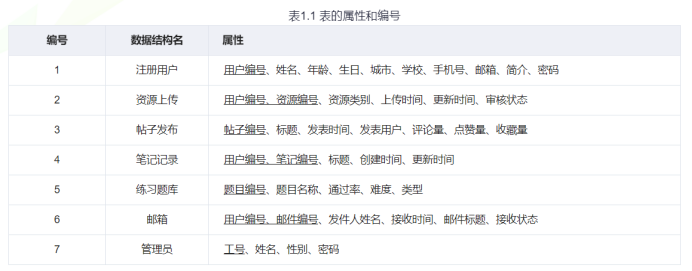 表1.1 表的属性和编号
编号 数据结构名 属性
1 注册用户 用户编号、姓名、年龄、生日、城市、学校、手机号、邮箱、简介、密码
2 资源上传 用户编号、资源编号、资源类别、上传时间、更新时间、审核状态
3 帖子发布 帖子编号、标题、发表时间、发表用户、评论量、点赞量、收藏量
4 笔记记录 用户编号、笔记编号、标题、创建时间、更新时间
5 练习题库 题目编号、题目名称、通过率、难度、类型
6 邮箱 用户编号、邮件编号、发件人姓名、接收时间、邮件标题、接收状态
7 管理员 工号、姓名、性别、密码